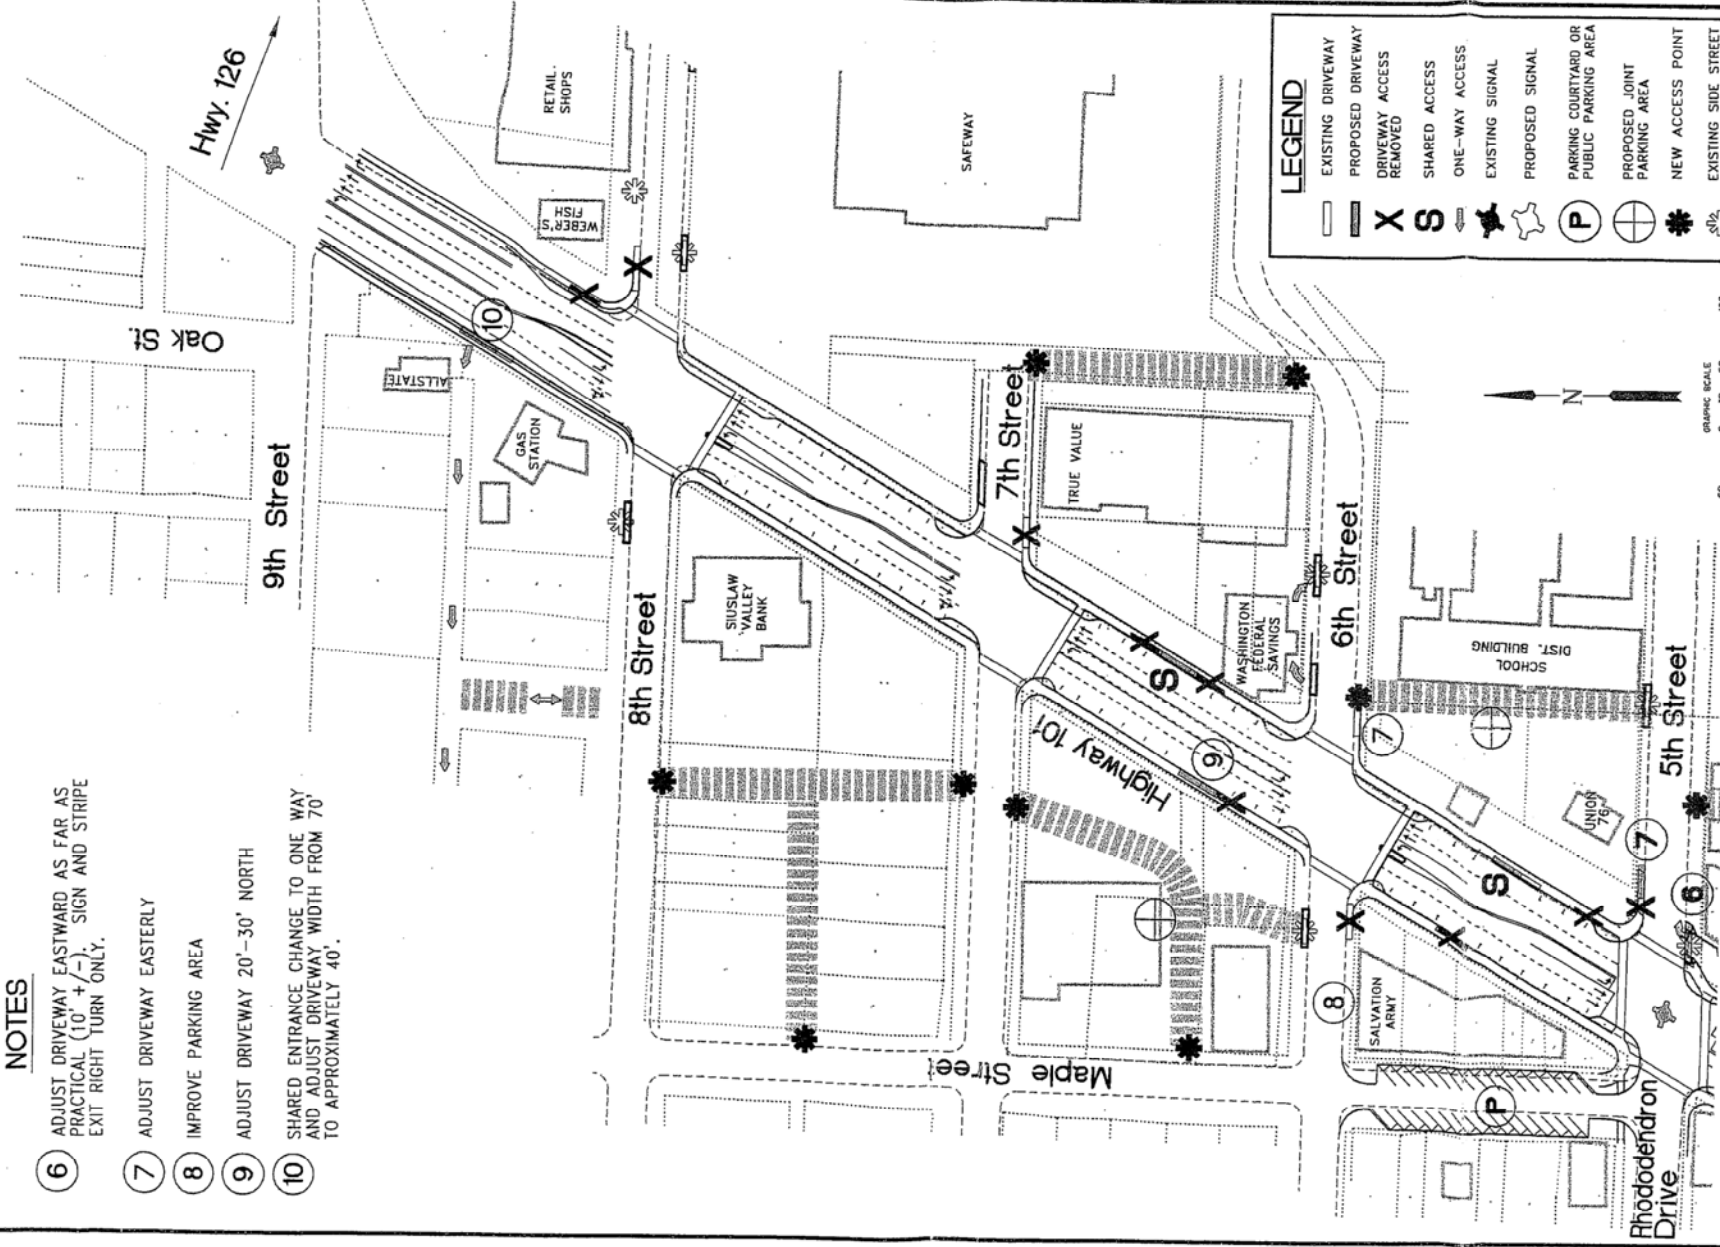 NOTES
6 ADJUST DRIVEWAY EASTWARD AS FAR AS
PRACTICAL (10' +/-). SIGN AND STRIPE
EXIT RIGHT TURN ONLY.
7 ADJUST DRIVEWAY EASTERLY
8 IMPROVE PARKING AREA
9 ADJUST DRIVEWAY 20'-30' NORTH
10 SHARED ENTRANCE CHANGE TO ONE WAY
AND ADJUST DRIVEWAY WIDTH FROM 70'
TO APPROXIMATELY 40'.
Hwy. 126
Oak St.
9th Street
8th Street
7th Street
6th Street
5th Street
Highway 101
Maple Street
Rhododendron
Drive
RETAIL
SHOPS
WEBER'S
FISH
SAFEWAY
ALLSTATE
GAS
STATION
SIUSLAW
VALLEY
BANK
TRUE VALUE
WASHINGTON
FEDERAL
SAVINGS
SCHOOL
DIST. BUILDING
UNION
76
SALVATION
ARMY
10
9
7
7
6
8
P
S
S
X
X
X
X
X
X
X
X
X
X
N
GRAPHIC SCALE
LEGEND
EXISTING DRIVEWAY
PROPOSED DRIVEWAY
X DRIVEWAY ACCESS
REMOVED
S SHARED ACCESS
ONE-WAY ACCESS
EXISTING SIGNAL
PROPOSED SIGNAL
P PARKING COURTYARD OR
PUBLIC PARKING AREA
PROPOSED JOINT
PARKING AREA
NEW ACCESS POINT
EXISTING SIDE STREET